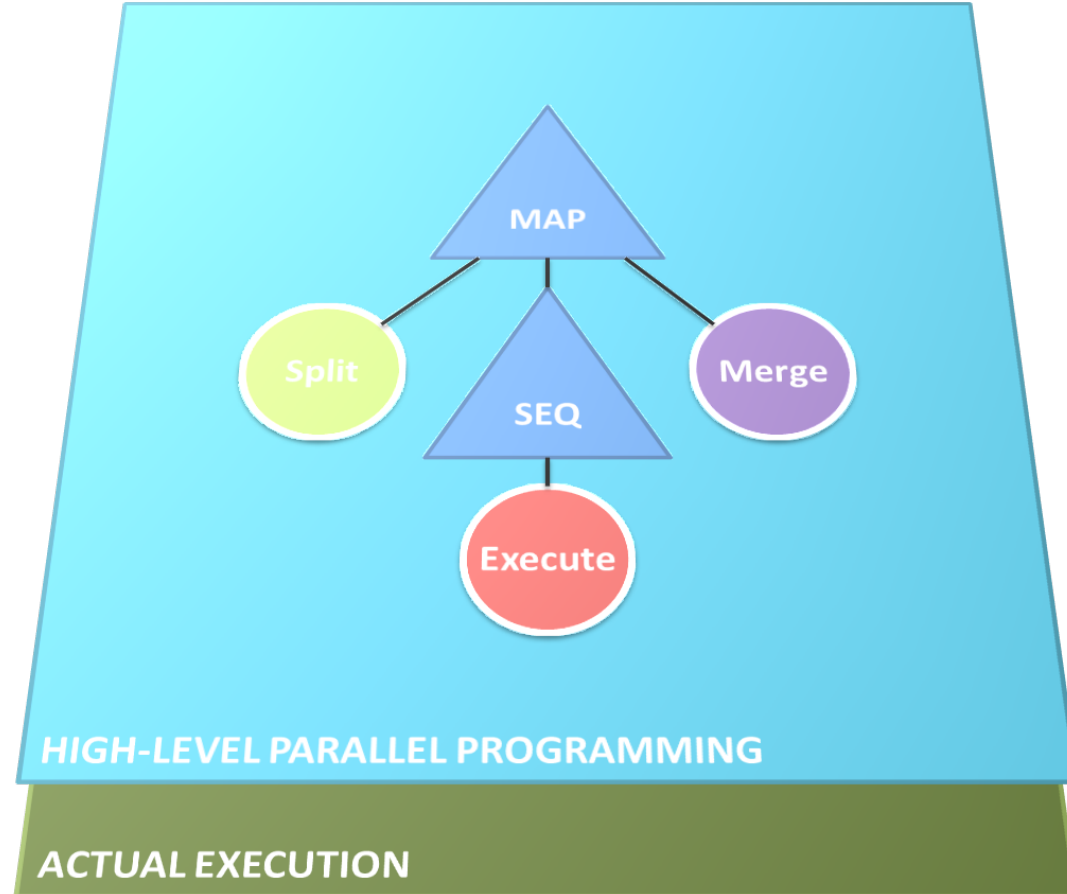 MAP
Split
Merge
SEQ
Execute
HIGH-LEVEL PARALLEL PROGRAMMING
ACTUAL EXECUTION